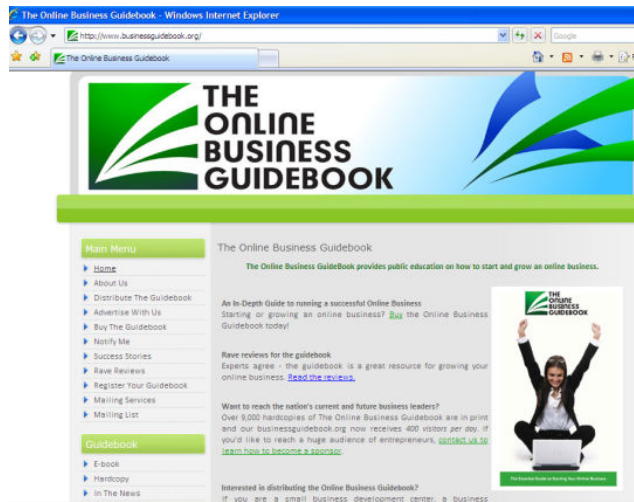 The Online Business Guidebook - Windows Internet Explorer
http://www.businessguidebook.org/
Google
The Online Business Guidebook
THE
ONLINE
BUSINESS
GUIDEBOOK
Main Menu
Home
About Us
Distribute The Guidebook
Advertise With Us
Buy The Guidebook
Notify Me
Success Stories
Rave Reviews
Register Your Guidebook
Mailing Services
Mailing List
Guidebook
E-book
Hardcopy
In The News
The Online Business Guidebook
The Online Business GuideBook provides public education on how to start and grow an online business.
An In-Depth Guide to running a successful Online Business
Starting or growing an online business? Buy the Online Business
Guidebook today!
Rave reviews for the guidebook
Experts agree - the guidebook is a great resource for growing your
online business. Read the reviews.
Want to reach the nation's current and future business leaders?
Over 9,000 hardcopies of The Online Business Guidebook are in print
and our businessguidebook.org now receives 400 visitors per day. If
you'd like to reach a huge audience of entrepreneurs, contact us to
learn how to become a sponsor.
Interested in distributing the Online Business Guidebook?
If you are a small business development center, a business
THE
ONLINE
BUSINESS
GUIDEBOOK
The Essential Guide to Starting Your Online Business